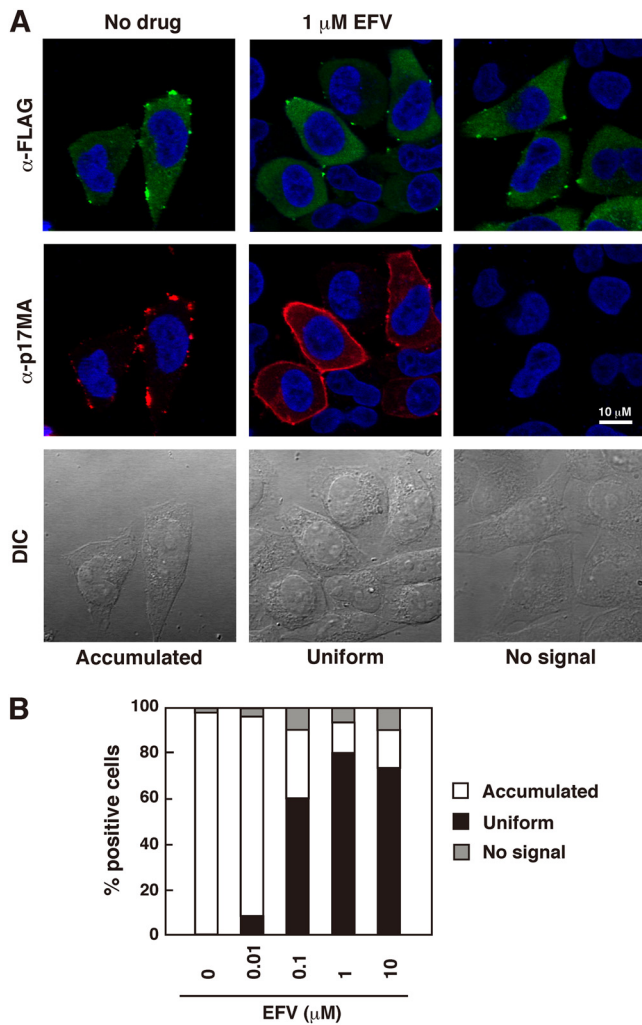 A
No drug
1 μM EFV
α-FLAG
α-p17MA
10 μM
DIC
Accumulated
Uniform
No signal
B
100
80
60
40
20
0
% positive cells
0
0.01
0.1
1
10
EFV (μM)
Accumulated
Uniform
No signal